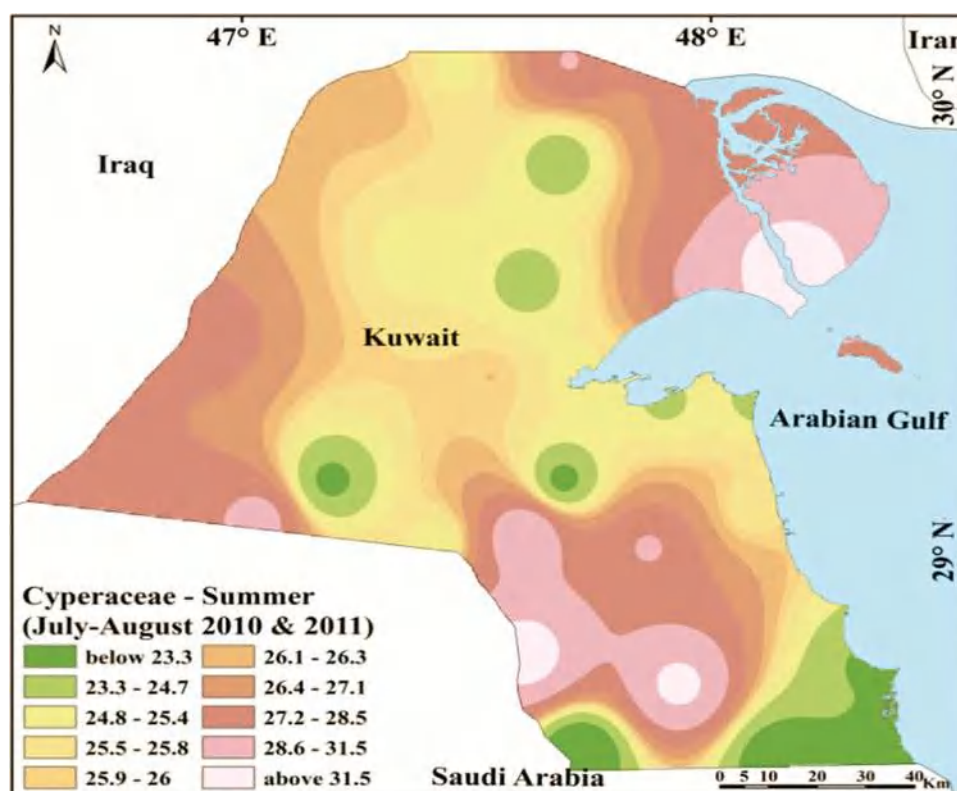 N
47° E
48° E
Iran
30° N
Iraq
Kuwait
Arabian Gulf
29° N
Cyperaceae - Summer
(July-August 2010 & 2011)
below 23.3
26.1 - 26.3
23.3 - 24.7
26.4 - 27.1
24.8 - 25.4
27.2 - 28.5
25.5 - 25.8
28.6 - 31.5
25.9 - 26
above 31.5
Saudi Arabia
0 5 10 20 30 40
Km